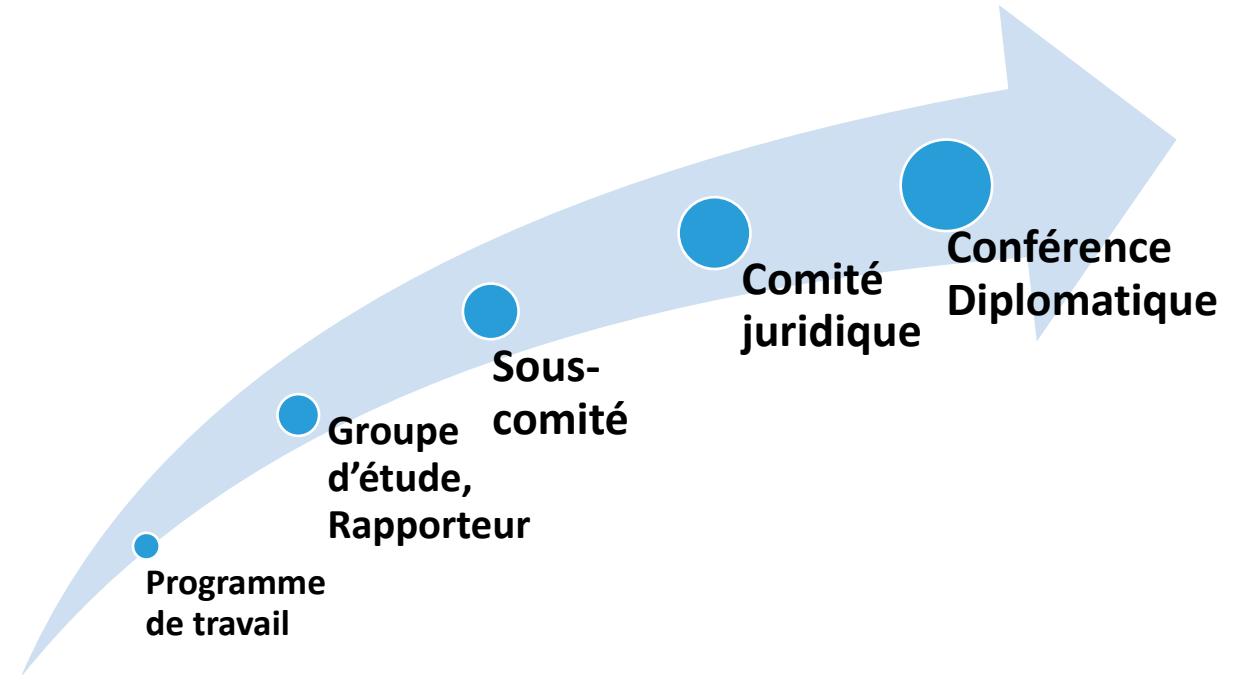 Programme
de travail
Groupe
d’étude,
Rapporteur
Sous-
comité
Comité
juridique
Conférence
Diplomatique